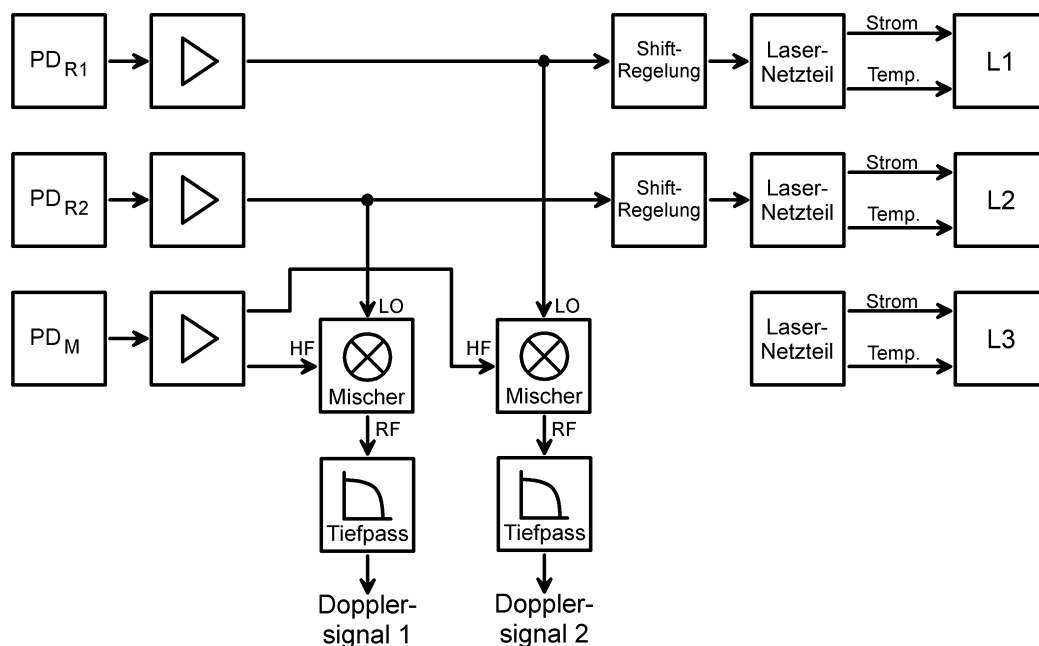 PD R1
Shift-
Regelung
Laser-
Netzteil
Strom
Temp.
L1
PD R2
Shift-
Regelung
Laser-
Netzteil
Strom
Temp.
L2
PD M
LO
HF
Mischer
LO
HF
Mischer
Laser-
Netzteil
Strom
Temp.
L3
RF
RF
Tiefpass
Tiefpass
Doppler-
signal 1
Doppler-
signal 2